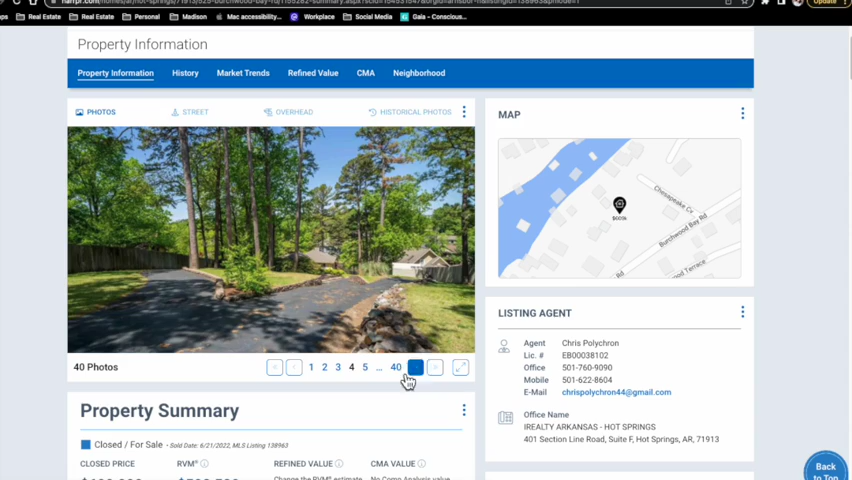 Update
Real Estate
Real Estate
Personal
Madison
Mac accessibility...
Workplace
Social Media
Gaia - Conscious...
Property Information
Property Information
History
Market Trends
Refined Value
CMA
Neighborhood
PHOTOS
STREET
OVERHEAD
HISTORICAL PHOTOS
40 Photos
1 2 3 4 5 ... 40
Property Summary
Closed / For Sale - Sold Date: 6/21/2022, MLS Listing 138963
CLOSED PRICE
RVM®
REFINED VALUE
CMA VALUE
Change the RVM® estimate
No Comp Analysis value
MAP
Chesapeake Cv
Burchwood Bay Rd
Rd
Terrace
LISTING AGENT
Agent Chris Polychron
Lic. # EB00038102
Office 501-760-9090
Mobile 501-622-8604
E-Mail chrispolychron44@gmail.com
Office Name
IREALTY ARKANSAS - HOT SPRINGS
401 Section Line Road, Suite F, Hot Springs, AR, 71913
Back
to Top